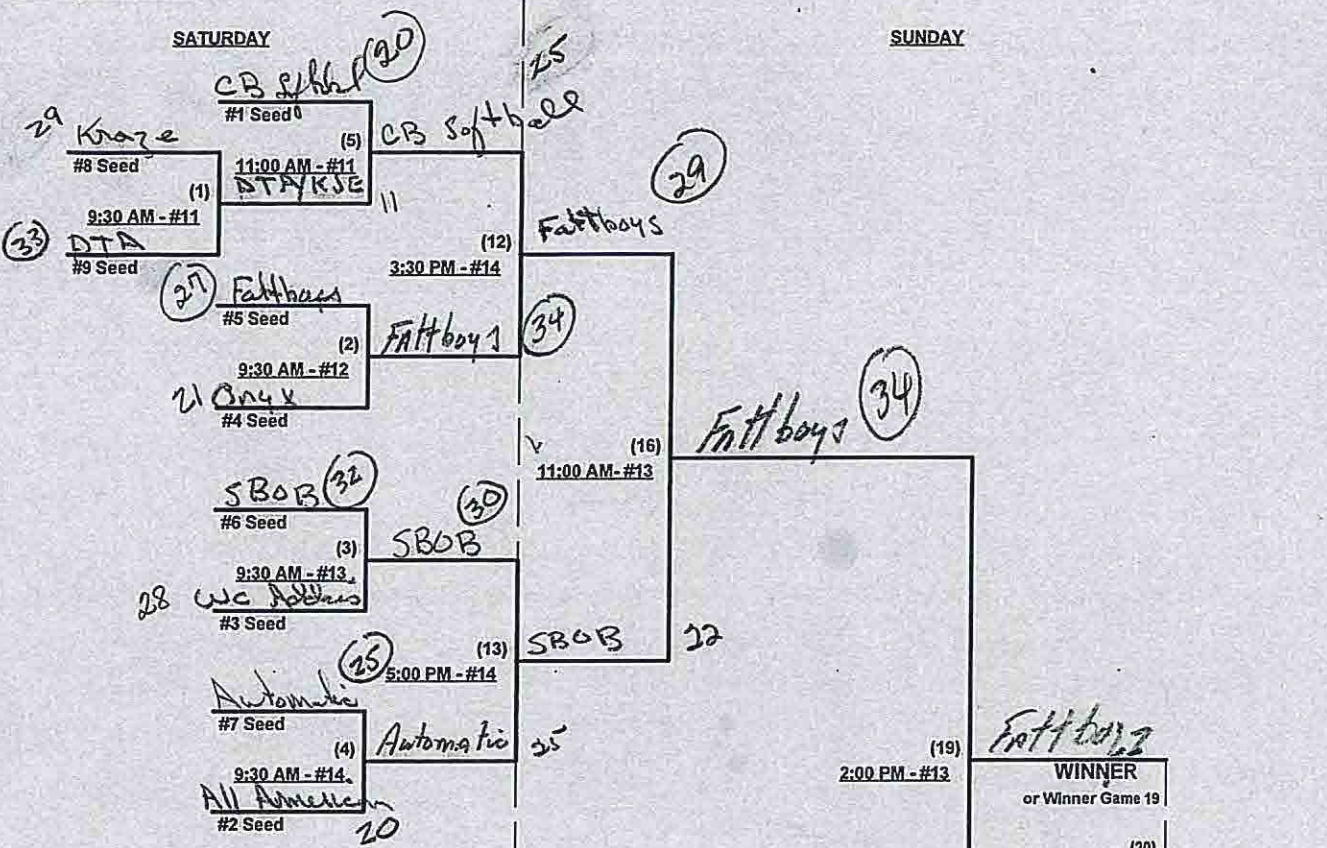 SATURDAY
SUNDAY
CB Softball 20
#1 Seed
25
29 Kraze
#8 Seed
(5)
11:00 AM - #11
CB Softball
(1)
9:30 AM - #11
DTA/KSE
11
33 DTA
#9 Seed
(12)
3:30 PM - #14
Fattboys
29
27 Fattboys
#5 Seed
(2)
9:30 AM - #12
FAttboys
34
21 Onyx
#4 Seed
(16)
11:00 AM- #13
Fattboys
34
SBOB 32
#6 Seed
(3)
9:30 AM - #13
SBOB
30
28 WC
#3 Seed
(13)
5:00 PM - #14
SBOB
22
25
Automatic
#7 Seed
(4)
9:30 AM - #14
Automatic
25
All American
20
#2 Seed
(19)
2:00 PM - #13
Fattboyz
WINNER
or Winner Game 19
(20)